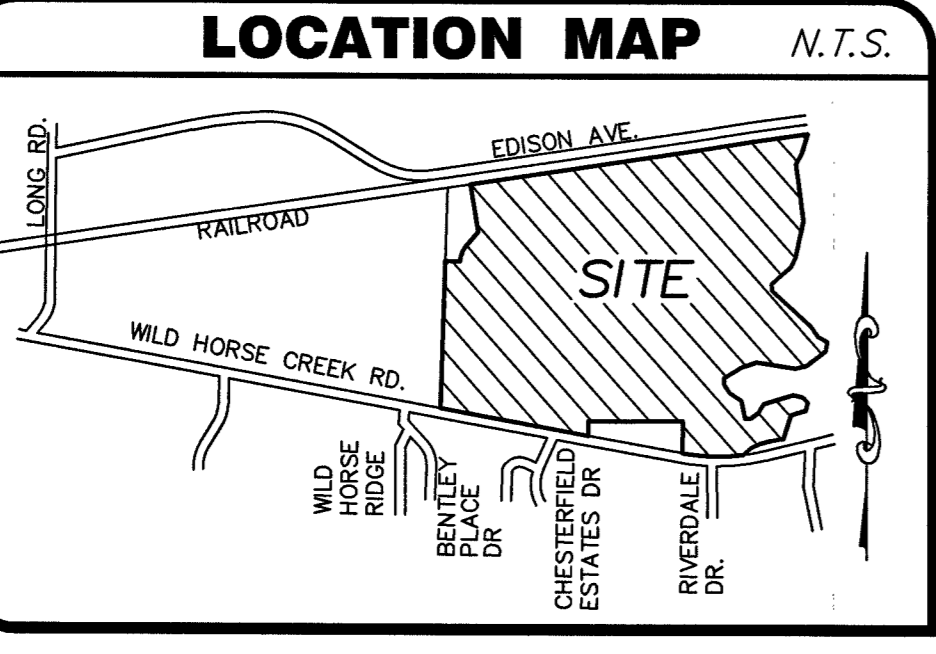 LOCATION MAP N.T.S.
LONG RD.
EDISON AVE.
RAILROAD
SITE
WILD HORSE CREEK RD.
WILD
HORSE
RIDGE
BENTLEY
PLACE
DR
CHESTERFIELD
ESTATES DR
RIVERDALE
DR.